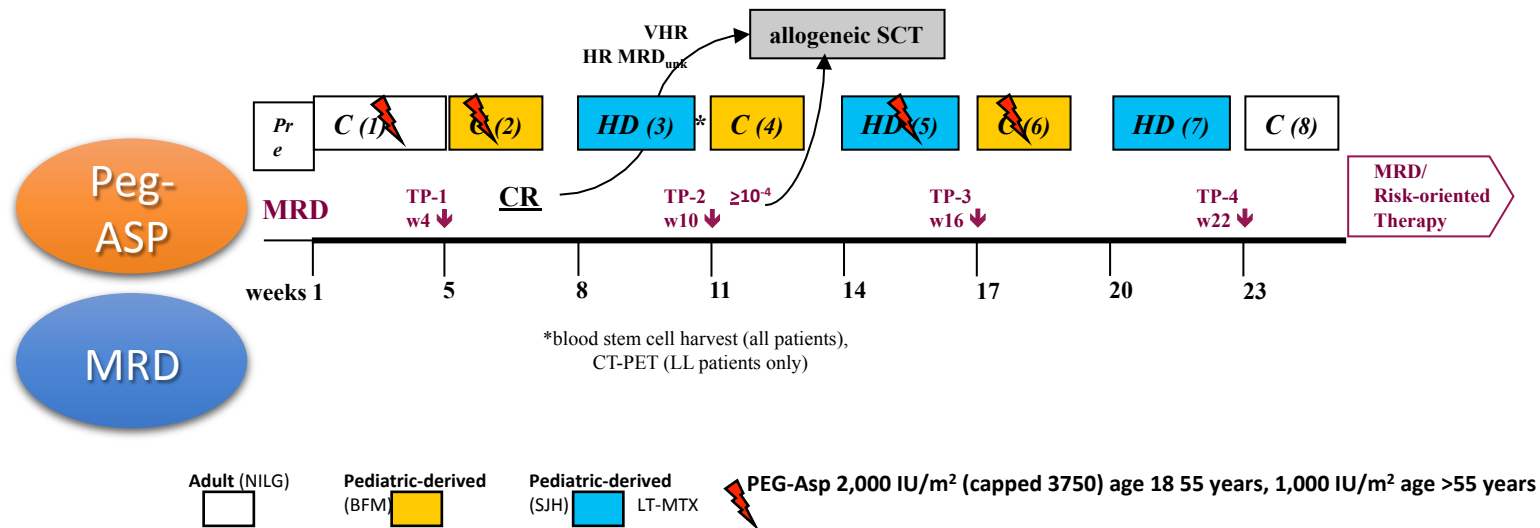 VHR
HR MRDunk
allogeneic SCT
Pr
e
C (1)
C (2)
HD (3)
*
C (4)
HD (5)
C (6)
HD (7)
C (8)
Peg-
ASP
MRD
TP-1
w4
CR
TP-2
w10
≥10-4
TP-3
w16
TP-4
w22
MRD/
Risk-oriented
Therapy
weeks 1
5
8
11
14
17
20
23
MRD
*blood stem cell harvest (all patients),
CT-PET (LL patients only)
Adult (NILG)
Pediatric-derived
(BFM)
Pediatric-derived
(SJH)
LT-MTX
PEG-Asp 2,000 IU/m² (capped 3750) age 18 55 years, 1,000 IU/m² age >55 years